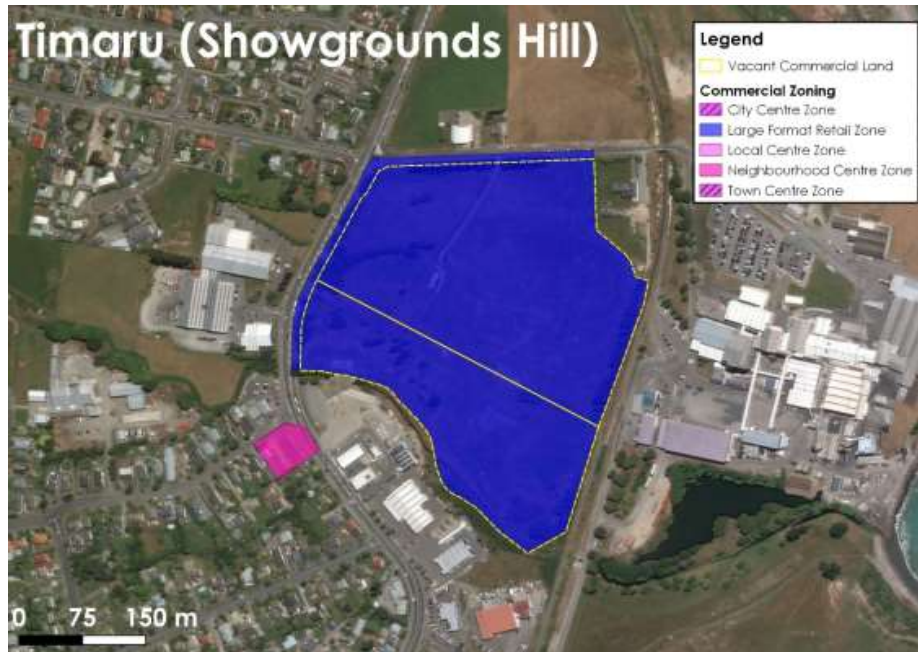 Timaru (Showgrounds Hill)
Legend
Vacant Commercial Land
Commercial Zoning
City Centre Zone
Large Format Retail Zone
Local Centre Zone
Neighbourhood Centre Zone
Town Centre Zone
0 75 150 m